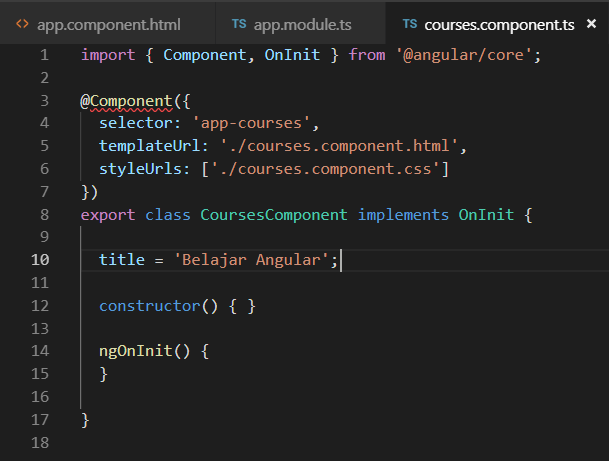 <> app.component.html TS app.module.ts TS courses.component.ts ×
1 import { Component, OnInit } from '@angular/core';
2
3 @Component({
4   selector: 'app-courses',
5   templateUrl: './courses.component.html',
6   styleUrls: ['./courses.component.css']
7 })
8 export class CoursesComponent implements OnInit {
9
10   title = 'Belajar Angular';
11
12   constructor() { }
13
14   ngOnInit() {
15   }
16
17 }
18